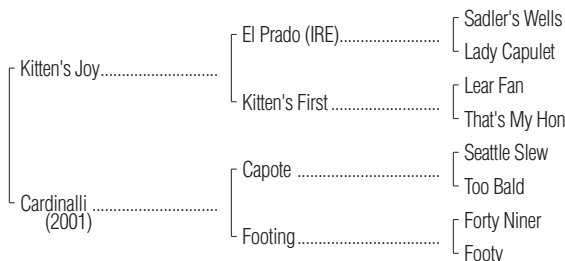 Sadler's Wells
El Prado (IRE)
Lady Capulet
Kitten's Joy
Lear Fan
Kitten's First
That's My Hon
Seattle Slew
Capote
Too Bald
Cardinalli
(2001)
Forty Niner
Footing
Footy